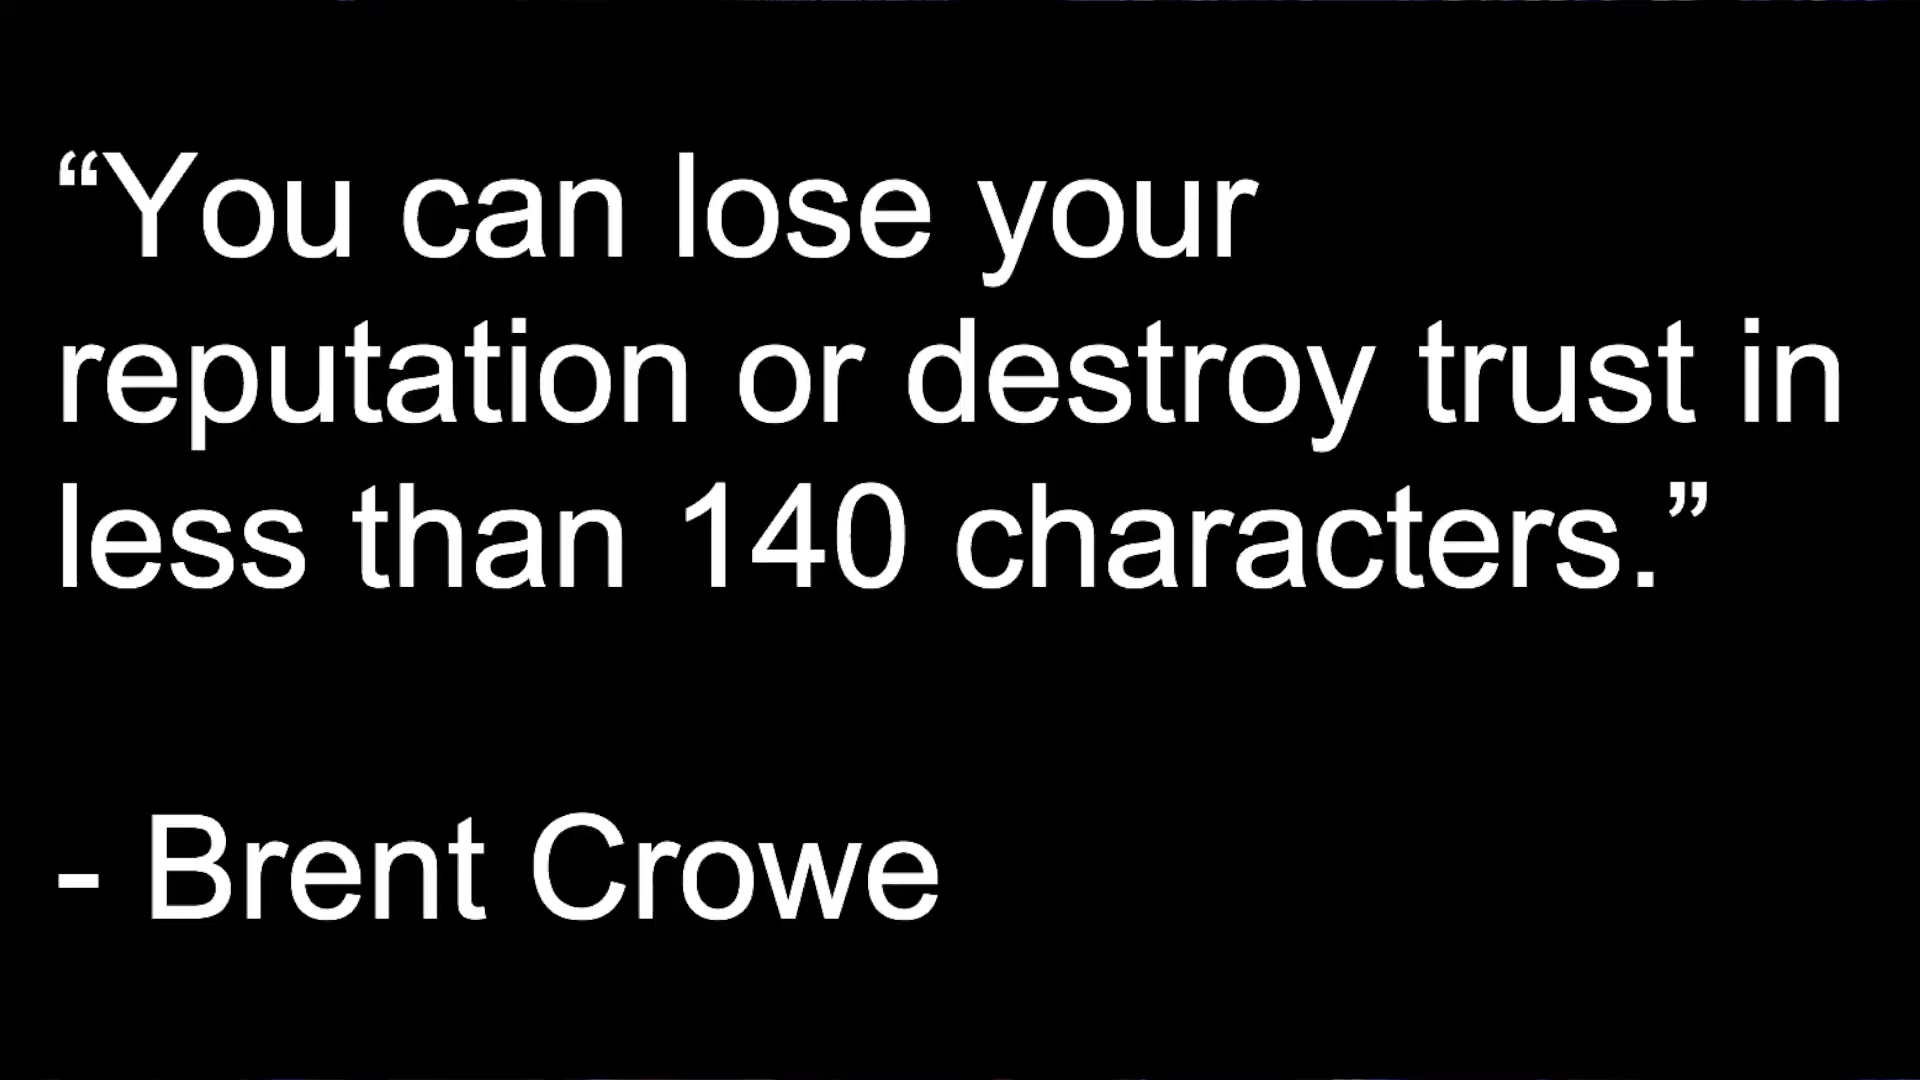 “You can lose your
reputation or destroy trust in
less than 140 characters.”
- Brent Crowe